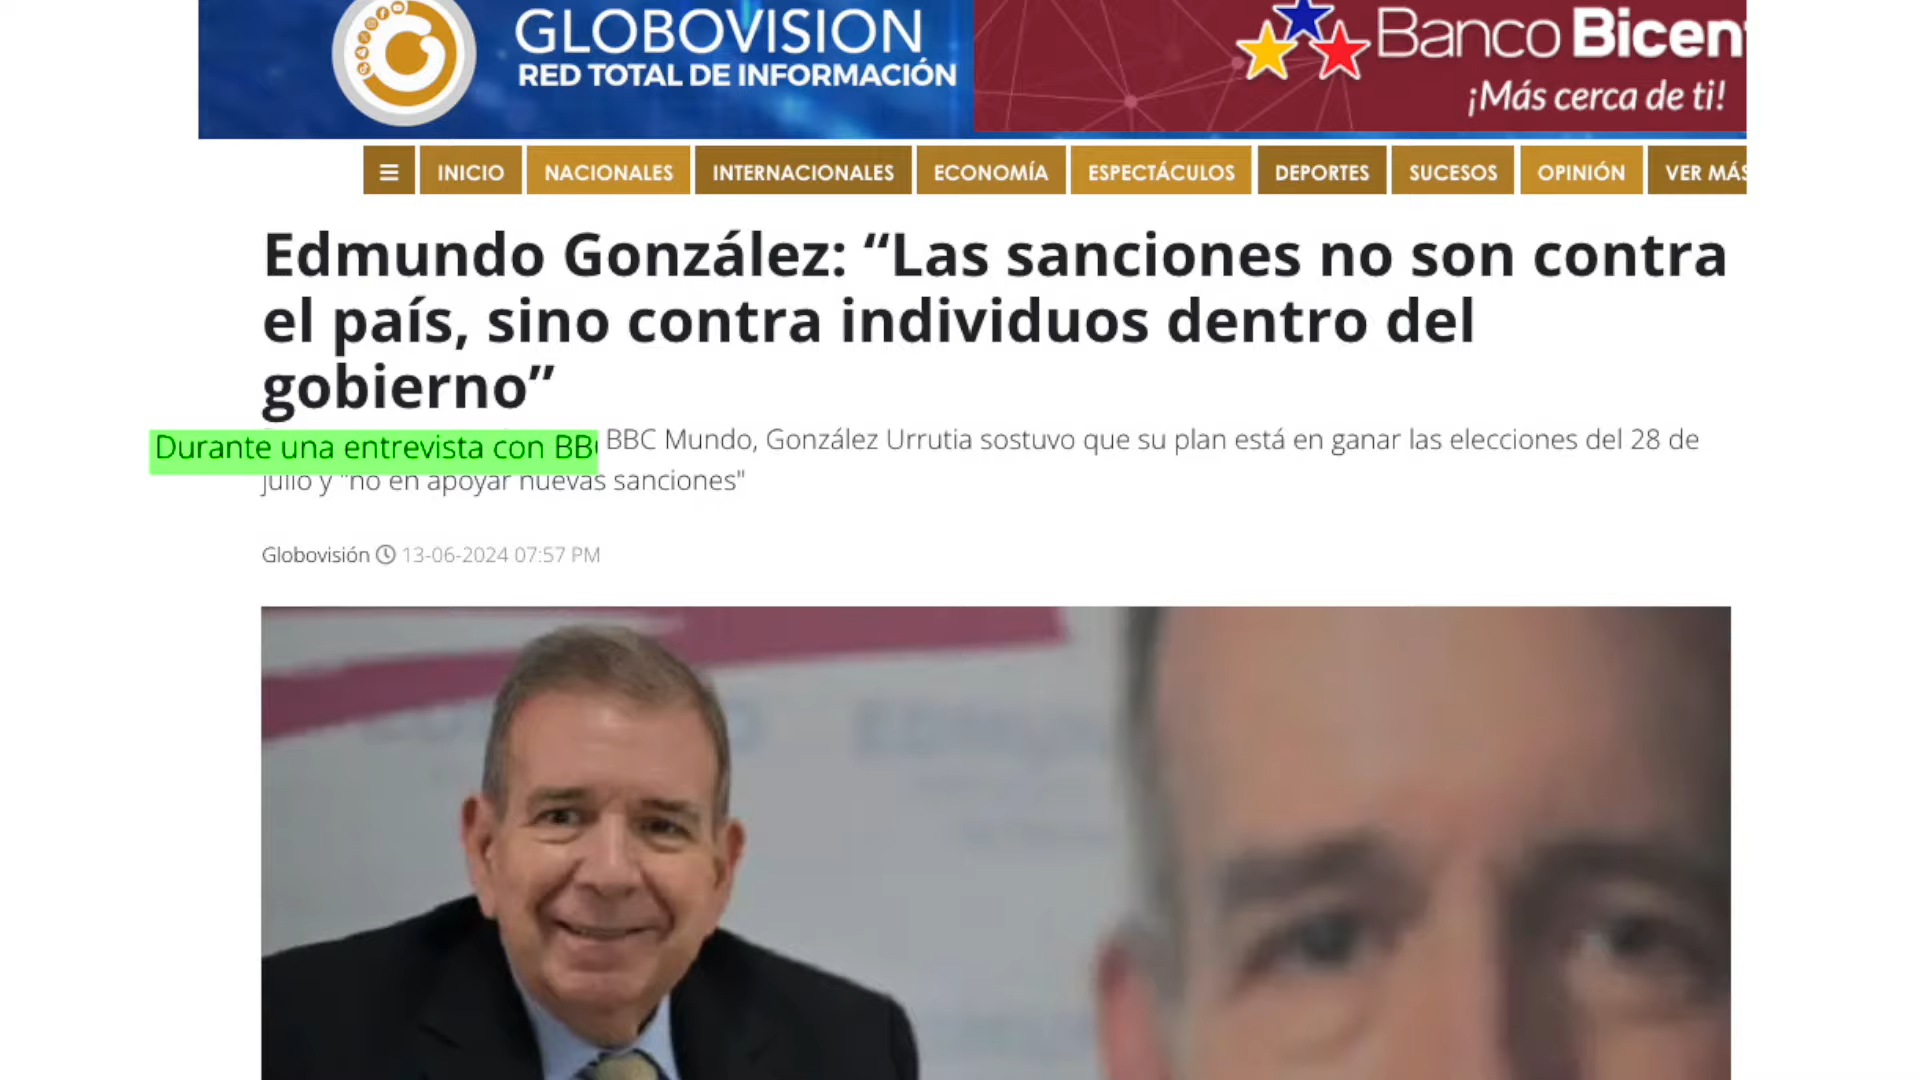 GLOBOVISION
RED TOTAL DE INFORMACIÓN
Banco Bicen
¡Más cerca de ti!
INICIO NACIONALES INTERNACIONALES ECONOMÍA ESPECTÁCULOS DEPORTES SUCESOS OPINIÓN VER MÁS
Edmundo González: “Las sanciones no son contra
el país, sino contra individuos dentro del
gobierno”
Durante una entrevista con BB BBC Mundo, González Urrutia sostuvo que su plan está en ganar las elecciones del 28 de
julio y "no en apoyar nuevas sanciones"
Globovisión 13-06-2024 07:57 PM